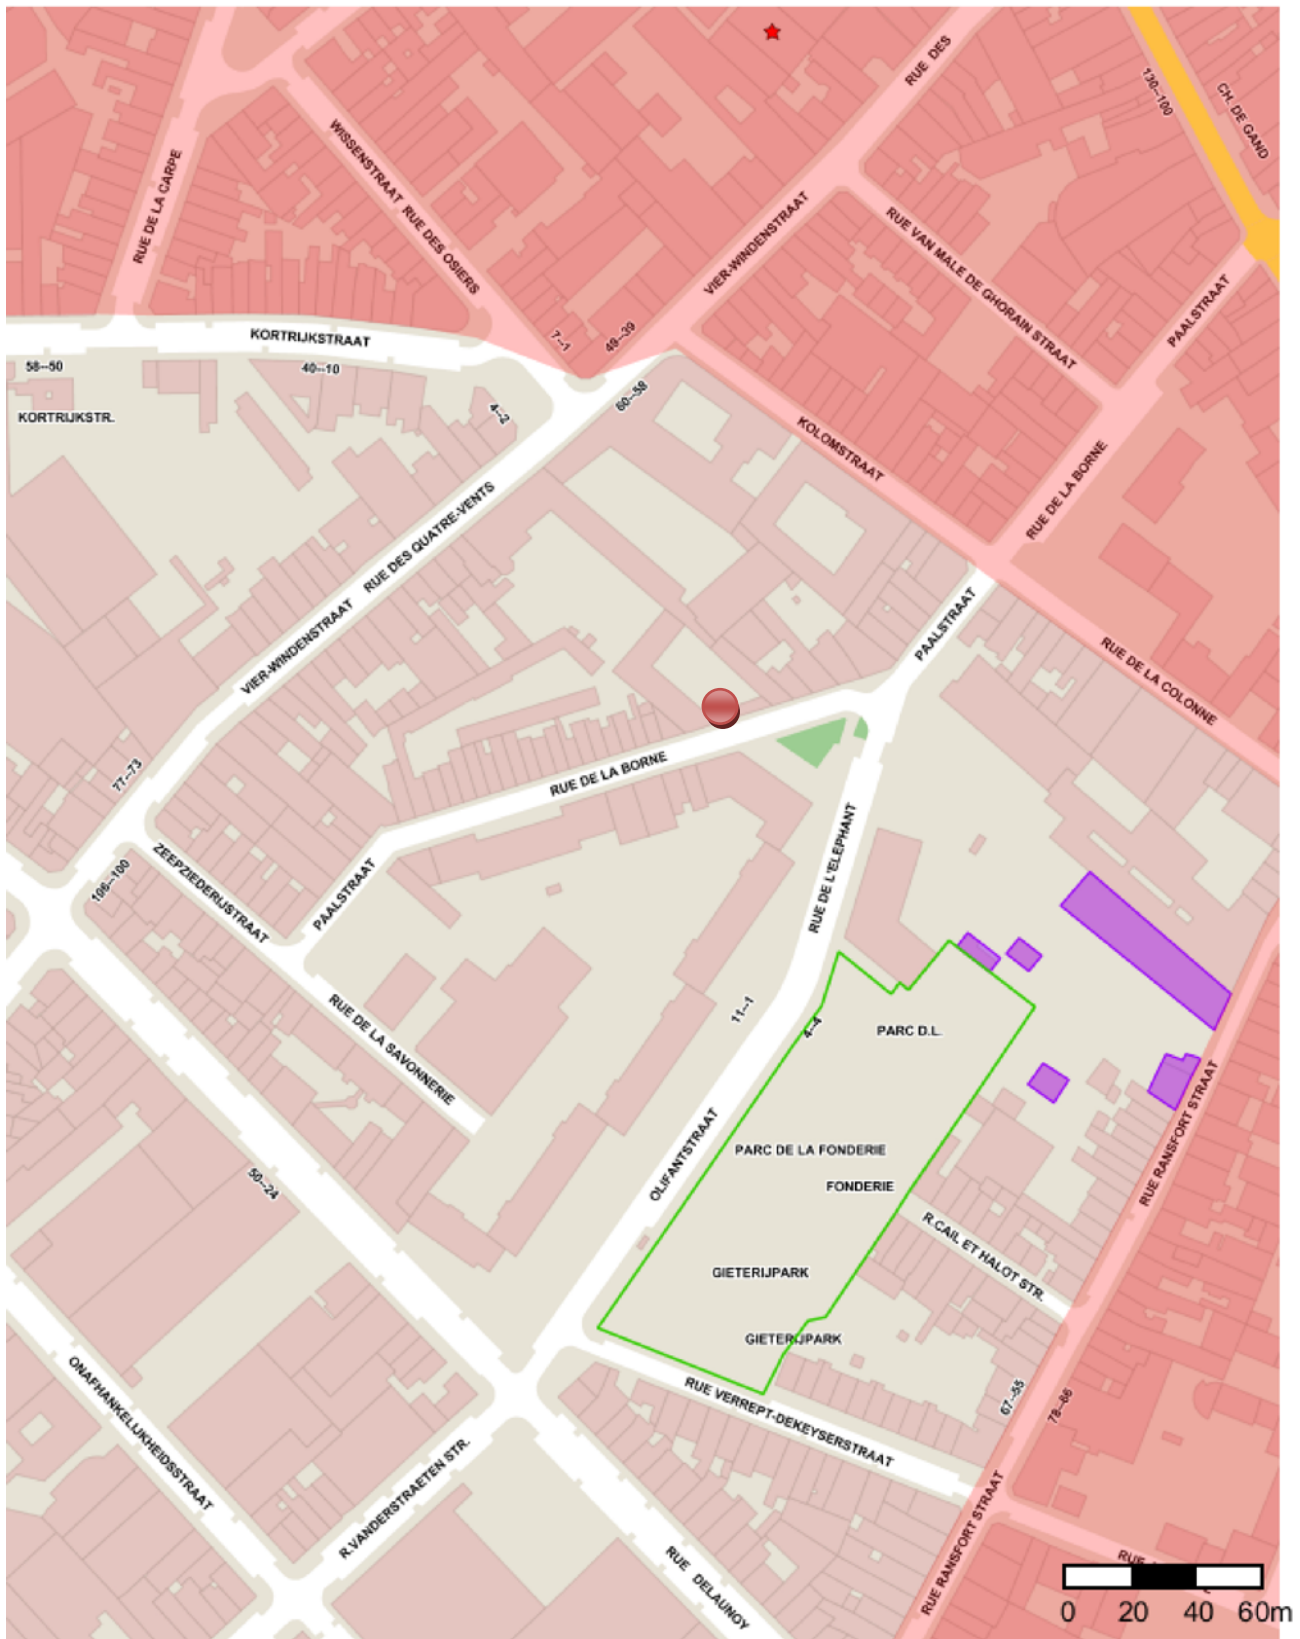 RUE DES
130--100
CH. DE GAND
WISSENSTRAAT
RUE DES OSIERS
RUE DE LA CARPE
VIER-WINDENSTRAAT
RUE VAN MALE DE GHORAIN STRAAT
PAALSTRAAT
KORTRIJKSTRAAT
7--1
49--39
58--50
40--10
KORTRIJKSTR.
4--2
60--58
KOLOMSTRAAT
RUE DE LA BORNE
RUE DES QUATRE-VENTS
VIER-WINDENSTRAAT
PAALSTRAAT
RUE DE LA COLONNE
77--73
RUE DE LA BORNE
RUE DE L'ELEPHANT
106--100
ZEEPZIEDERIJSTRAAT
PAALSTRAAT
RUE DE LA SAVONNERIE
11--1
4--4
PARC D.L.
OLIFANTSTRAAT
PARC DE LA FONDERIE
FONDERIE
RUE RANSFORT STRAAT
50--24
R.CAIL ET HALOT STR.
GIETERIJPARK
GIETERIJPARK
RUE VERREPT-DEKEYSERSTRAAT
67--55
78--66
ONAFHANKELIJKHEIDSSTRAAT
R.VANDERSTRAETEN STR.
RUE DELAUNOY
RUE RANSFORT STRAAT
RUE
0 20 40 60m